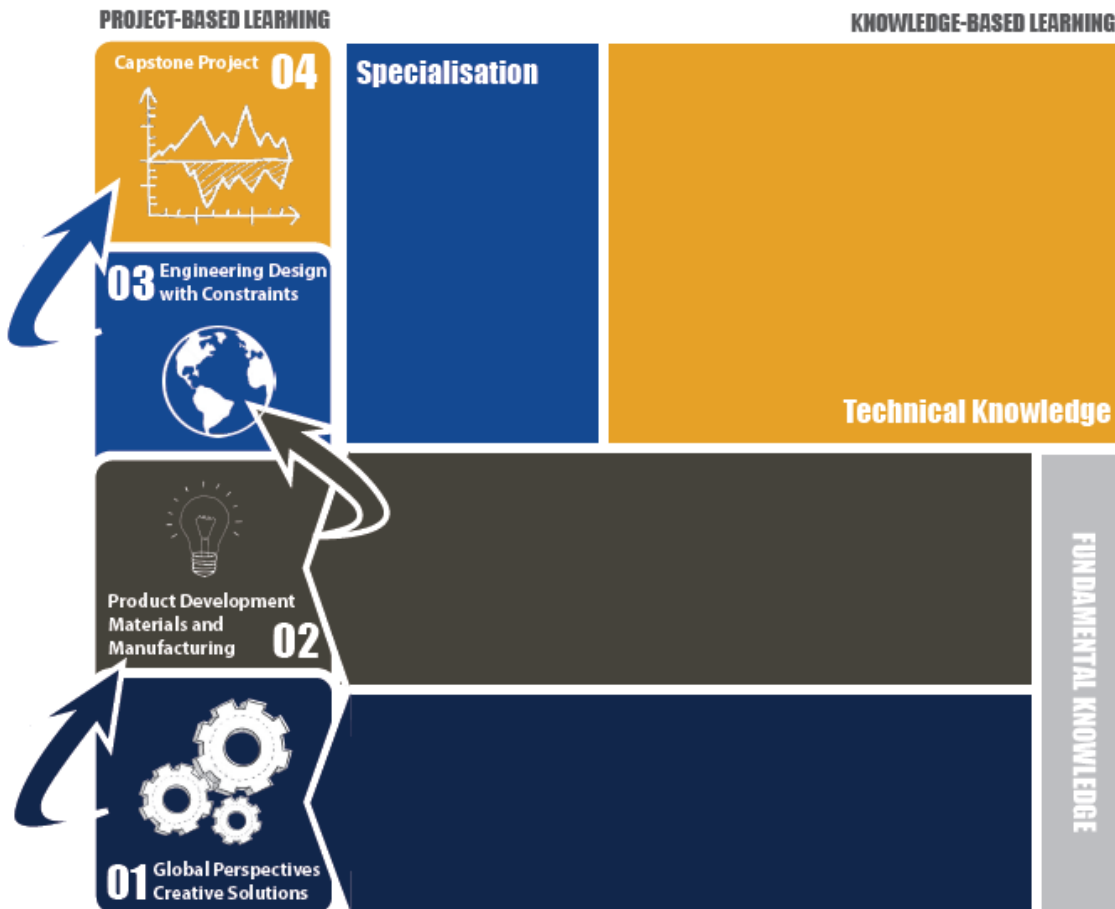 PROJECT-BASED LEARNING
KNOWLEDGE-BASED LEARNING
Capstone Project 04
Specialisation
03 Engineering Design
with Constraints
Technical Knowledge
Product Development
Materials and
Manufacturing 02
FUNDAMENTAL KNOWLEDGE
01 Global Perspectives
Creative Solutions